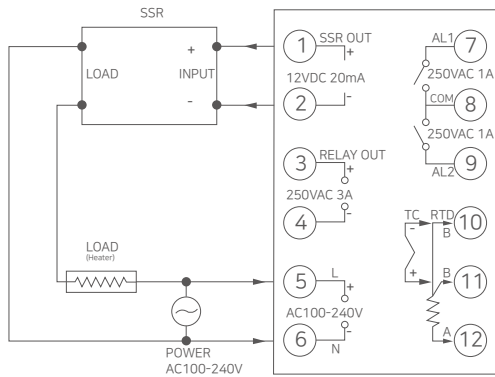 SSR
LOAD
+
INPUT
-
1
SSR OUT
+
12VDC 20mA
2
-
3
RELAY OUT
+
250VAC 3A
4
-
5
L
+
AC100-240V
6
-
N
AL1
7
250VAC 1A
COM
8
250VAC 1A
9
AL2
TC
RTD
10
-
B
+
B
11
A
12
LOAD
(Heater)
POWER
AC100-240V